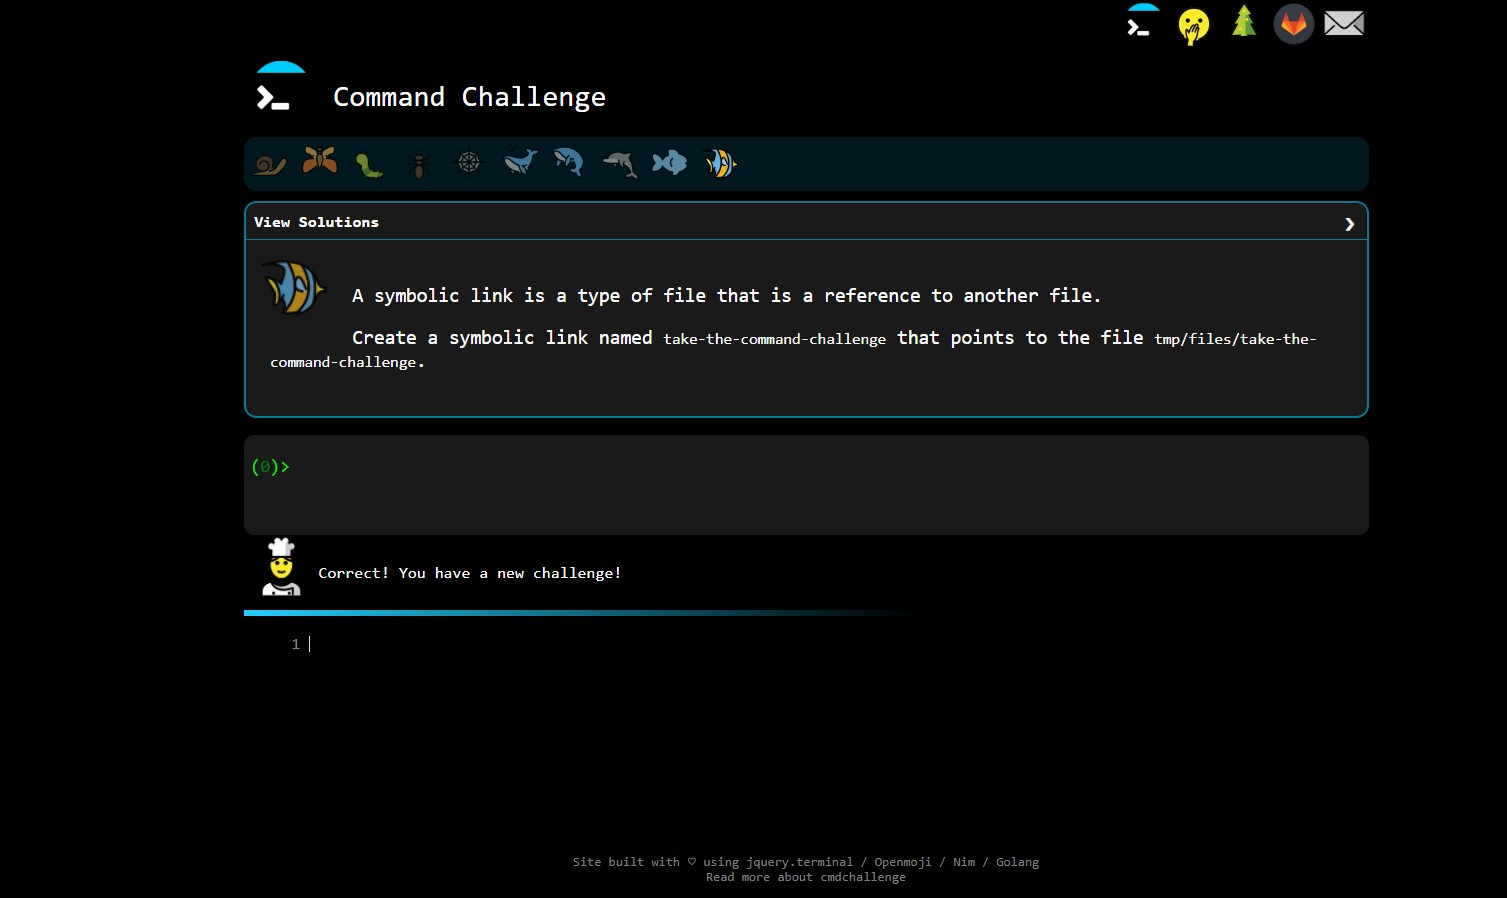 Command Challenge
View Solutions ❯
A symbolic link is a type of file that is a reference to another file.
Create a symbolic link named take-the-command-challenge that points to the file tmp/files/take-the-
command-challenge.
(0)>
Correct! You have a new challenge!
1
Site built with ♡ using jquery.terminal / Openmoji / Nim / Golang
Read more about cmdchallenge